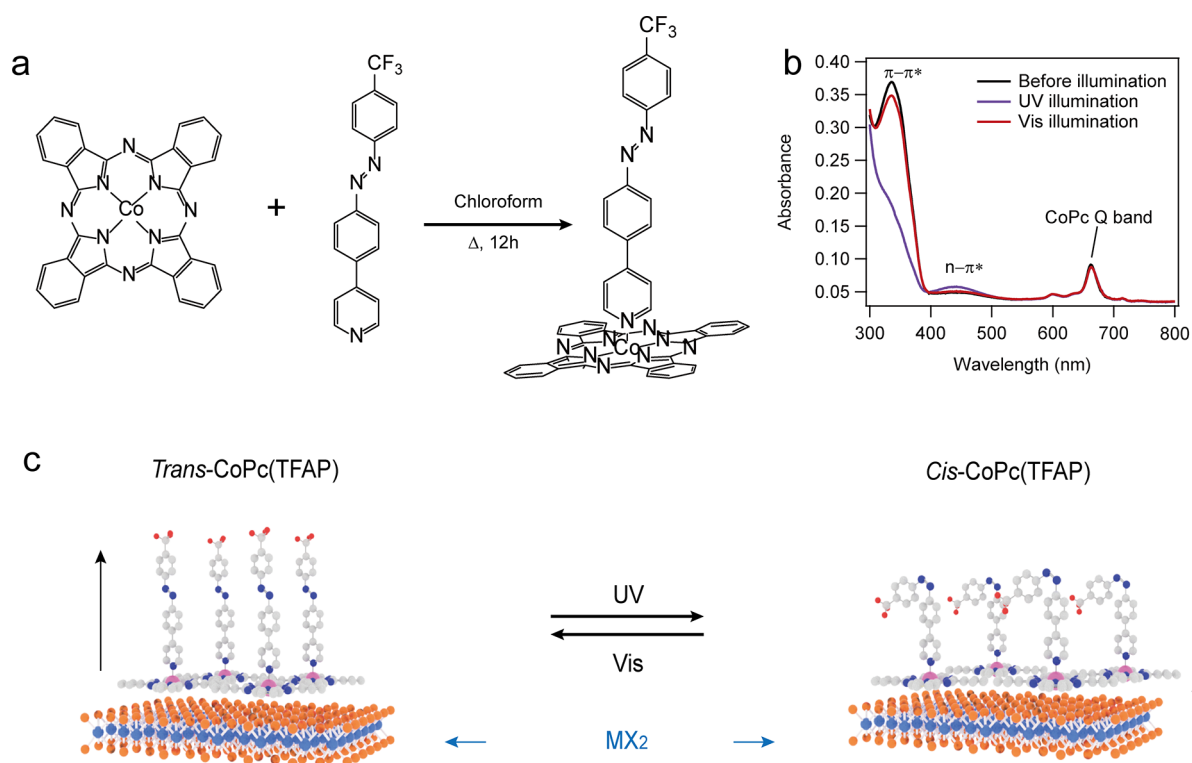 a
CF3
N
N
N
N
N
N
N
N
Co
N
N
N
+
Chloroform
Δ, 12h
CF3
N
N
N
N
N
N
N
Co
N
N
N
N
N
b
π–π*
Before illumination
UV illumination
Vis illumination
CoPc Q band
n–π*
Absorbance
0.40
0.35
0.30
0.25
0.20
0.15
0.10
0.05
300 400 500 600 700 800
Wavelength (nm)
c
Trans-CoPc(TFAP)
Cis-CoPc(TFAP)
UV
Vis
MX2